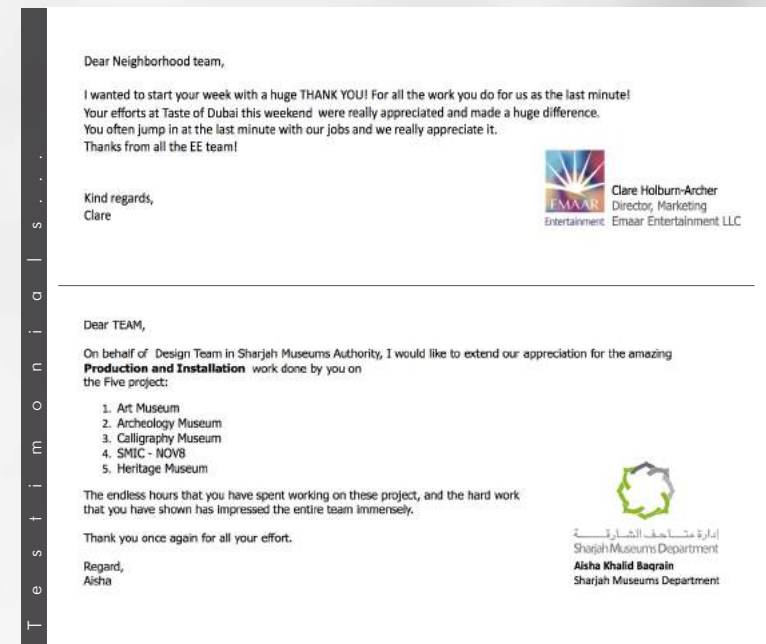 Testimonials...
Dear Neighborhood team,
I wanted to start your week with a huge THANK YOU! For all the work you do for us as the last minute!
Your efforts at Taste of Dubai this weekend were really appreciated and made a huge difference.
You often jump in at the last minute with our jobs and we really appreciate it.
Thanks from all the EE team!
Kind regards,
Clare
EMAAR
Entertainment
Clare Holburn-Archer
Director, Marketing
Emaar Entertainment LLC
Dear TEAM,
On behalf of Design Team in Sharjah Museums Authority, I would like to extend our appreciation for the amazing
Production and Installation work done by you on
the Five project:
1. Art Museum
2. Archeology Museum
3. Calligraphy Museum
4. SMIC - NOV8
5. Heritage Museum
The endless hours that you have spent working on these project, and the hard work
that you have shown has impressed the entire team immensely.
Thank you once again for all your effort.
Regard,
Aisha
إدارة متاحف الشارقة
Sharjah Museums Department
Aisha Khalid Baqrain
Sharjah Museums Department